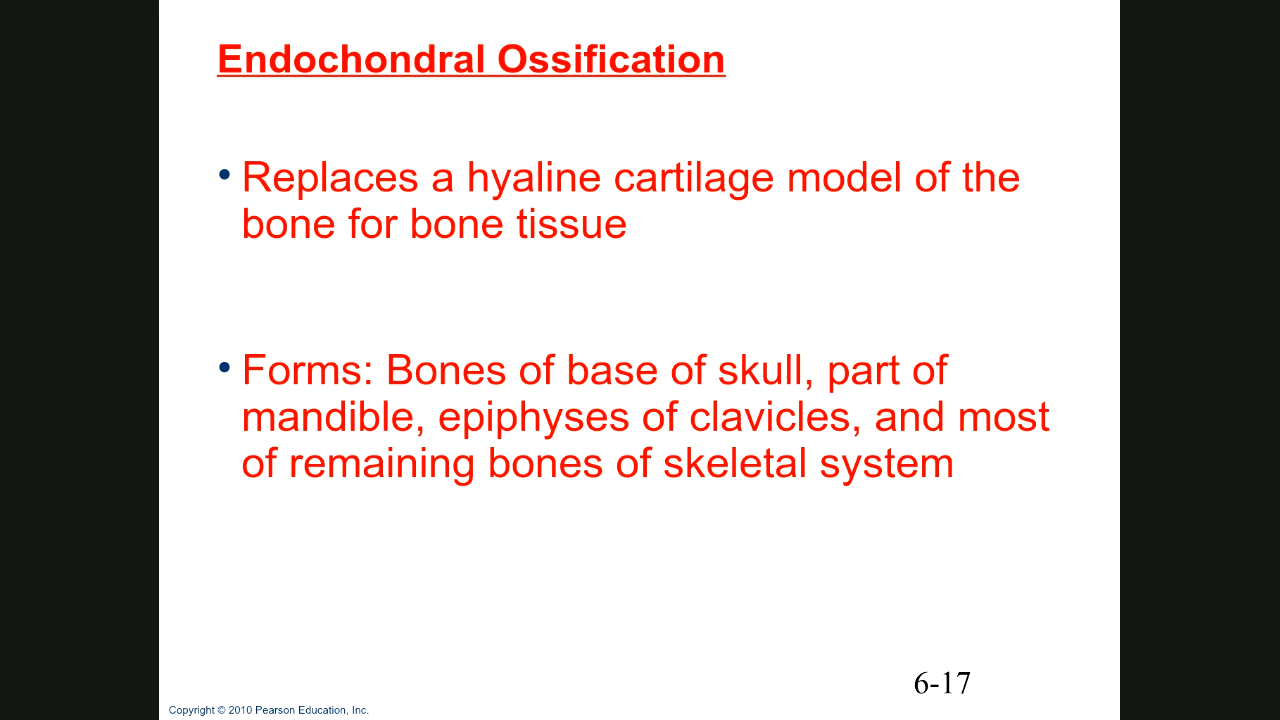 Endochondral Ossification
• Replaces a hyaline cartilage model of the
bone for bone tissue
• Forms: Bones of base of skull, part of
mandible, epiphyses of clavicles, and most
of remaining bones of skeletal system
6-17
Copyright © 2010 Pearson Education, Inc.